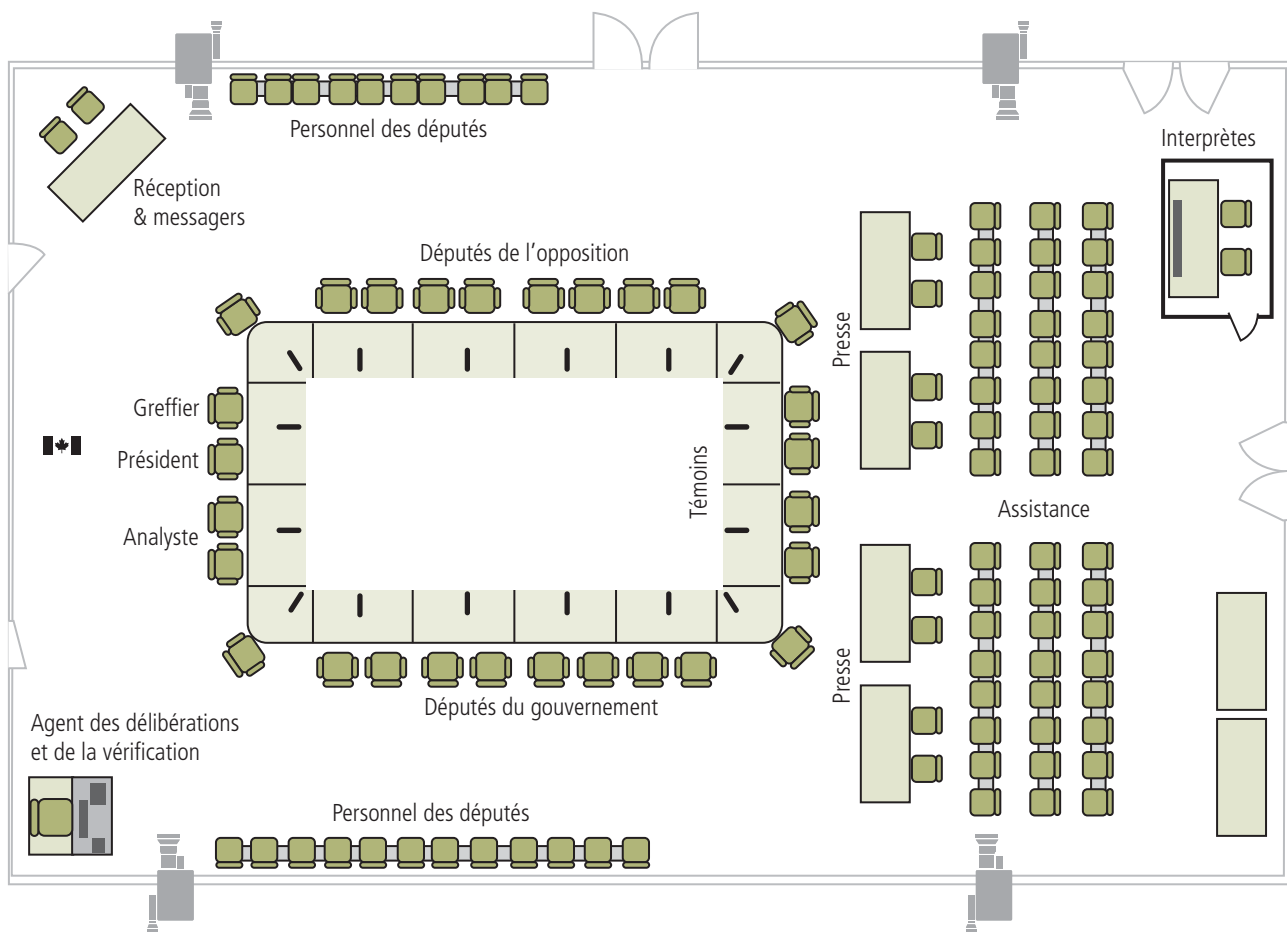 Personnel des députés
Interprètes
Réception
& messagers
Députés de l’opposition
Presse
Greffier
Président
Témoins
Analyste
Assistance
Presse
Députés du gouvernement
Agent des délibérations
et de la vérification
Personnel des députés